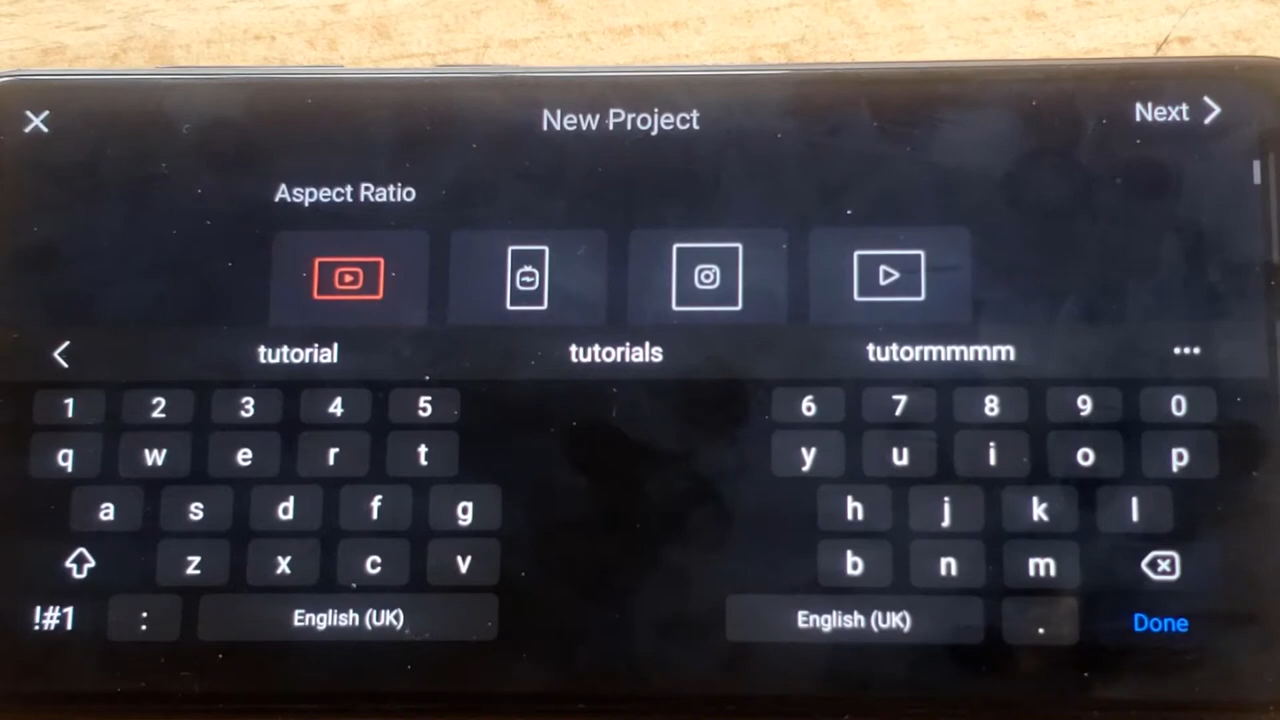 New Project
Next
Aspect Ratio
tutorial tutorials tutormmmm
1 2 3 4 5 6 7 8 9 0
q w e r t y u i o p
a s d f g h j k l
z x c v b n m
!#1 : English (UK) English (UK) . Done